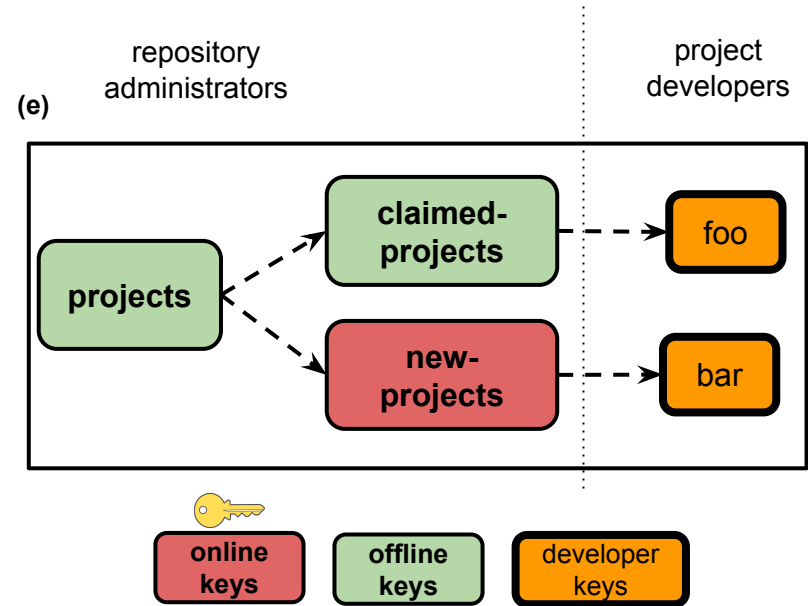 repository
administrators
project
developers
(e)
projects
claimed-
projects
foo
new-
projects
bar
online
keys
offline
keys
developer
keys